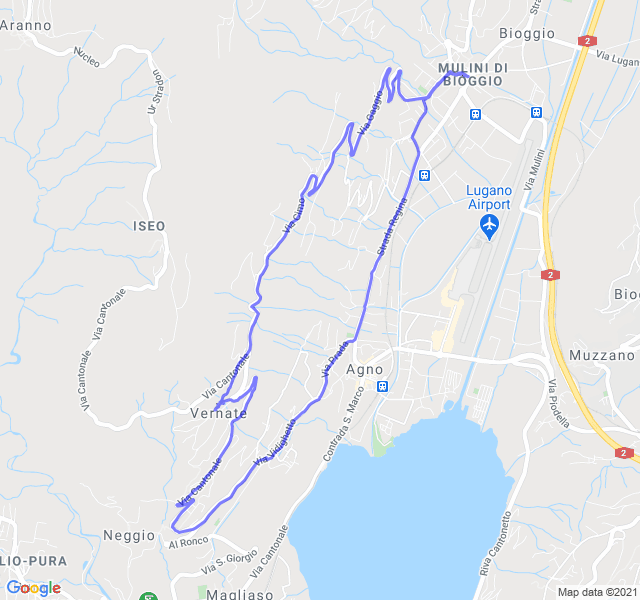 Aranno
Nucleo
Ur Stradon
Bioggio
Stra
2
Via Lugano
MULINI DI
BIOGGIO
Via Gaggio
Via Mulini
Lugano
Airport
Via Cimo
Strada Regina
ISEO
2
Via Cantonale
Bio
Via Cantonale
Via Cantonale
Via Prada
Agno
Muzzano
Via Piodella
Vernate
Contrada S. Marco
Via Vidighetto
2
Via Cantonale
Neggio
Al Ronco
Via S. Giorgio
Via Cantonale
Riva Cantonetto
LIO-PURA
Magliaso
Google
Map data ©2021